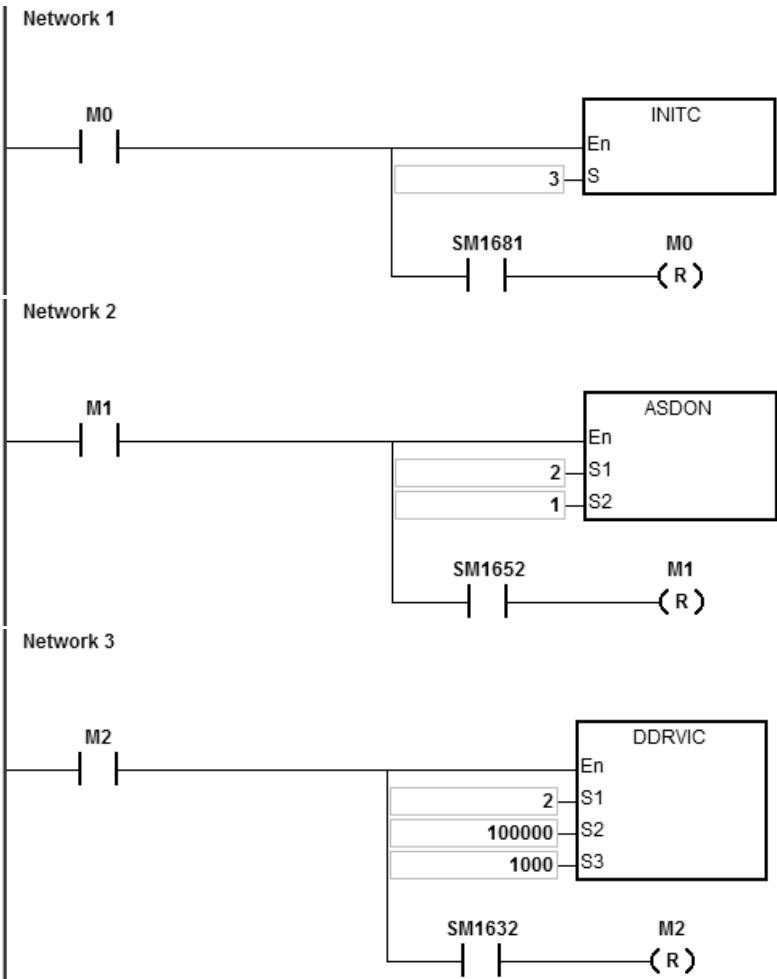 Network 1
M0
INITC
En
3 S
SM1681 M0
R
Network 2
M1
ASDON
En
2 S1
1 S2
SM1652 M1
R
Network 3
M2
DDRVIC
En
2 S1
100000 S2
1000 S3
SM1632 M2
R